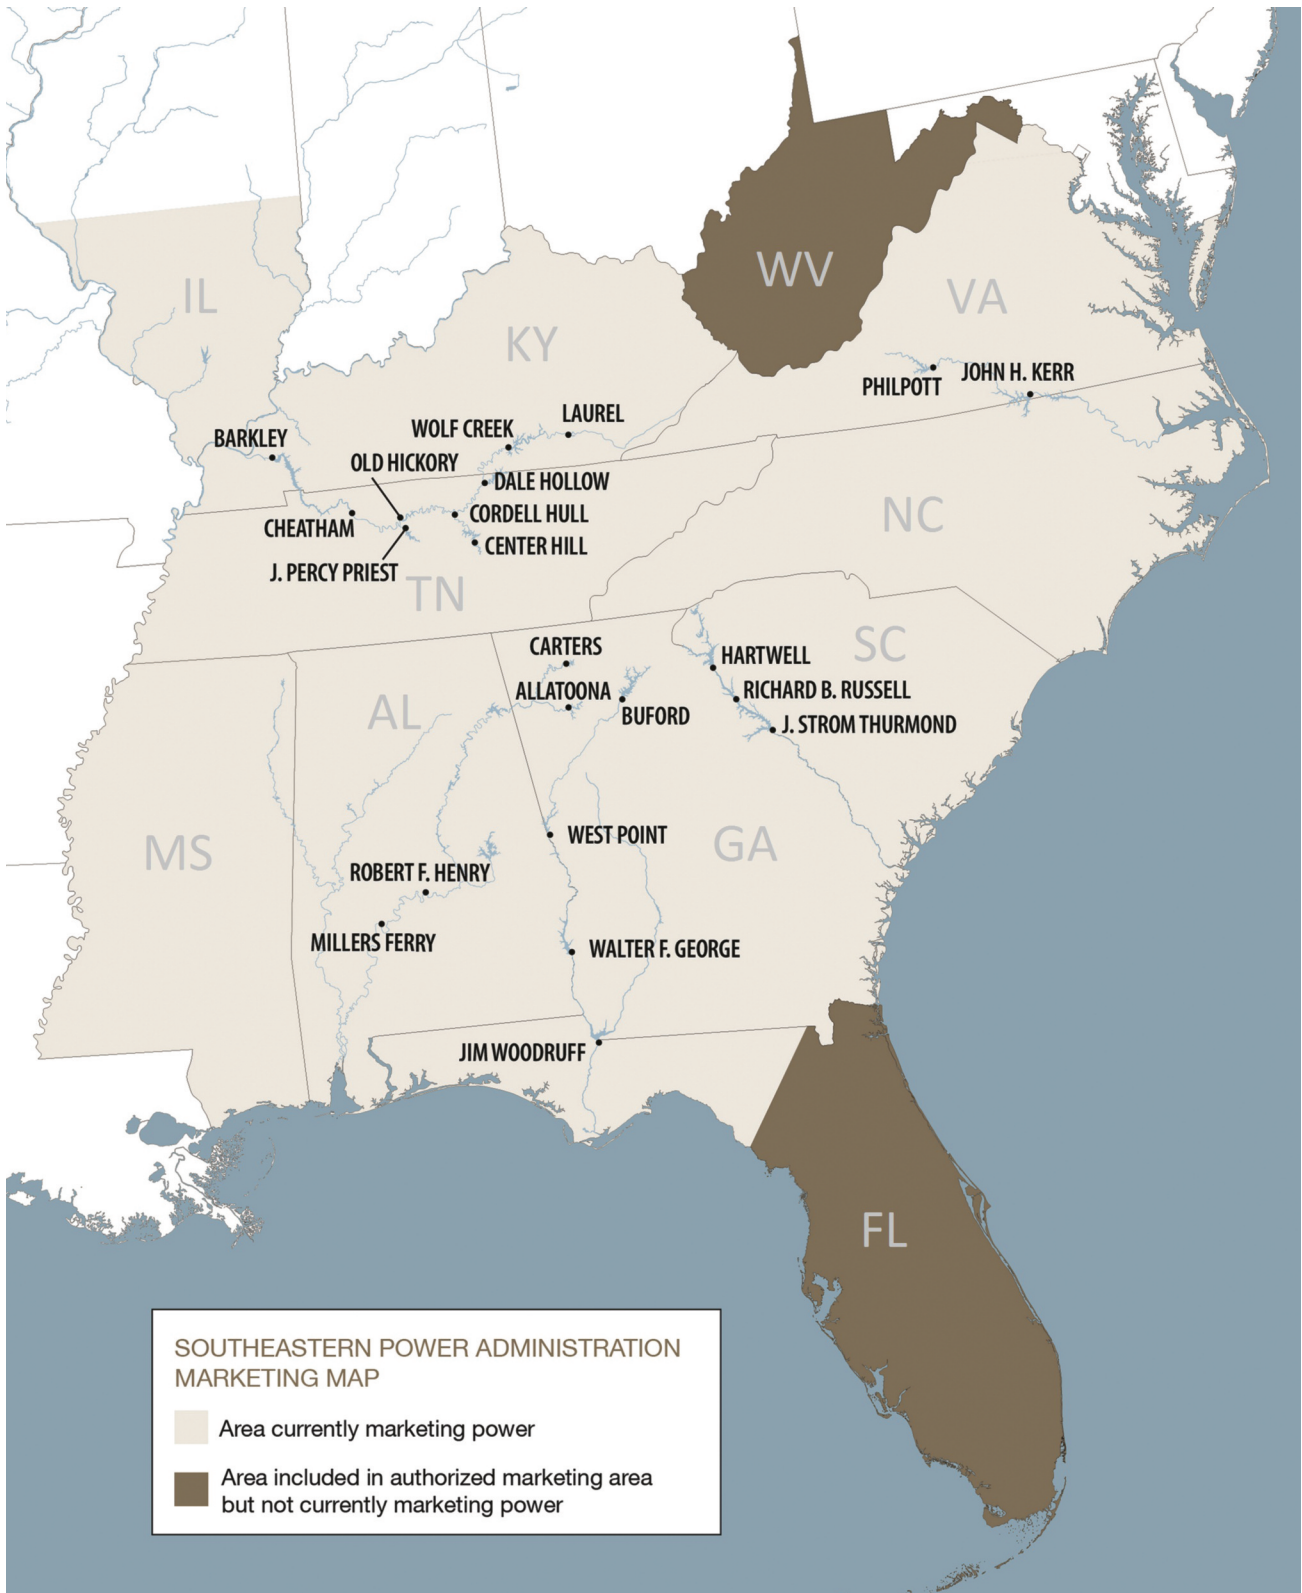 WV
IL
VA
KY
PHILPOTT
JOHN H. KERR
LAUREL
WOLF CREEK
BARKLEY
OLD HICKORY
DALE HOLLOW
CORDELL HULL
NC
CHEATHAM
CENTER HILL
J. PERCY PRIEST
TN
CARTERS
SC
HARTWELL
ALLATOONA
RICHARD B. RUSSELL
AL
BUFORD
J. STROM THURMOND
WEST POINT
GA
MS
ROBERT F. HENRY
MILLERS FERRY
WALTER F. GEORGE
JIM WOODRUFF
FL
SOUTHEASTERN POWER ADMINISTRATION
MARKETING MAP
Area currently marketing power
Area included in authorized marketing area
but not currently marketing power